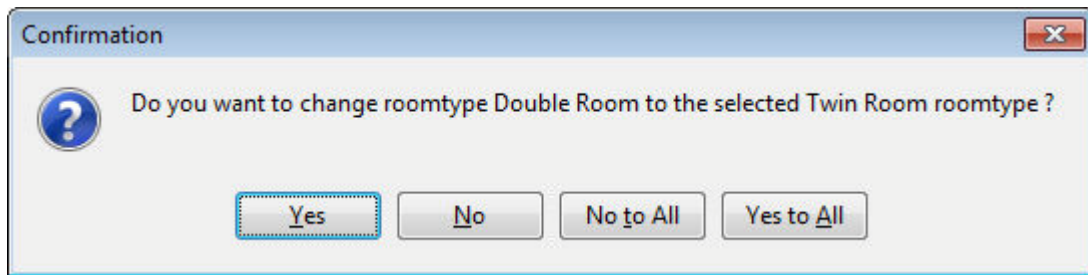 Confirmation
Do you want to change roomtype Double Room to the selected Twin Room roomtype ?
Yes
No
No to All
Yes to All